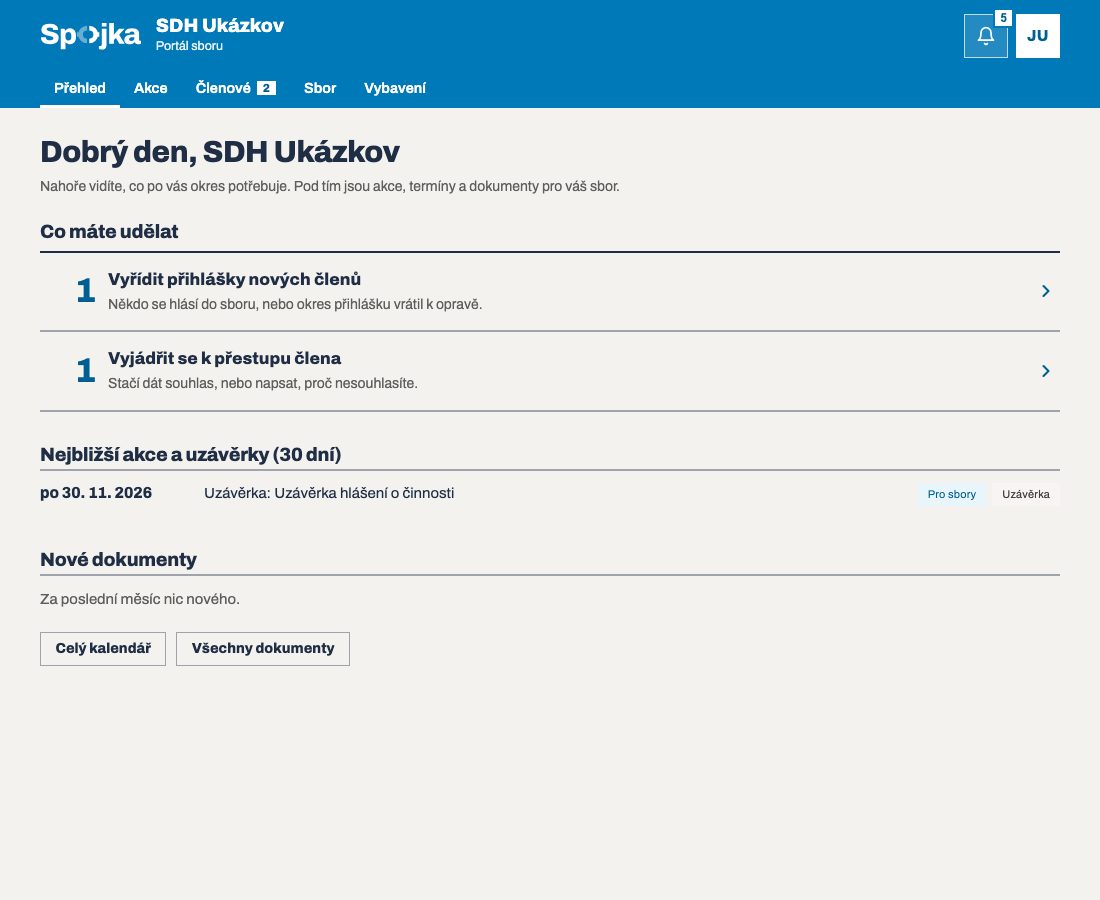 Spojka
SDH Ukázkov
Portál sboru
5
JU
Přehled
Akce
Členové 2
Sbor
Vybavení
Dobrý den, SDH Ukázkov
Nahoře vidíte, co po vás okres potřebuje. Pod tím jsou akce, termíny a dokumenty pro váš sbor.
Co máte udělat
1
Vyřídit přihlášky nových členů
Někdo se hlásí do sboru, nebo okres přihlášku vrátil k opravě.
1
Vyjádřit se k přestupu člena
Stačí dát souhlas, nebo napsat, proč nesouhlasíte.
Nejbližší akce a uzávěrky (30 dní)
po 30. 11. 2026
Uzávěrka: Uzávěrka hlášení o činnosti
Pro sbory
Uzávěrka
Nové dokumenty
Za poslední měsíc nic nového.
Celý kalendář
Všechny dokumenty